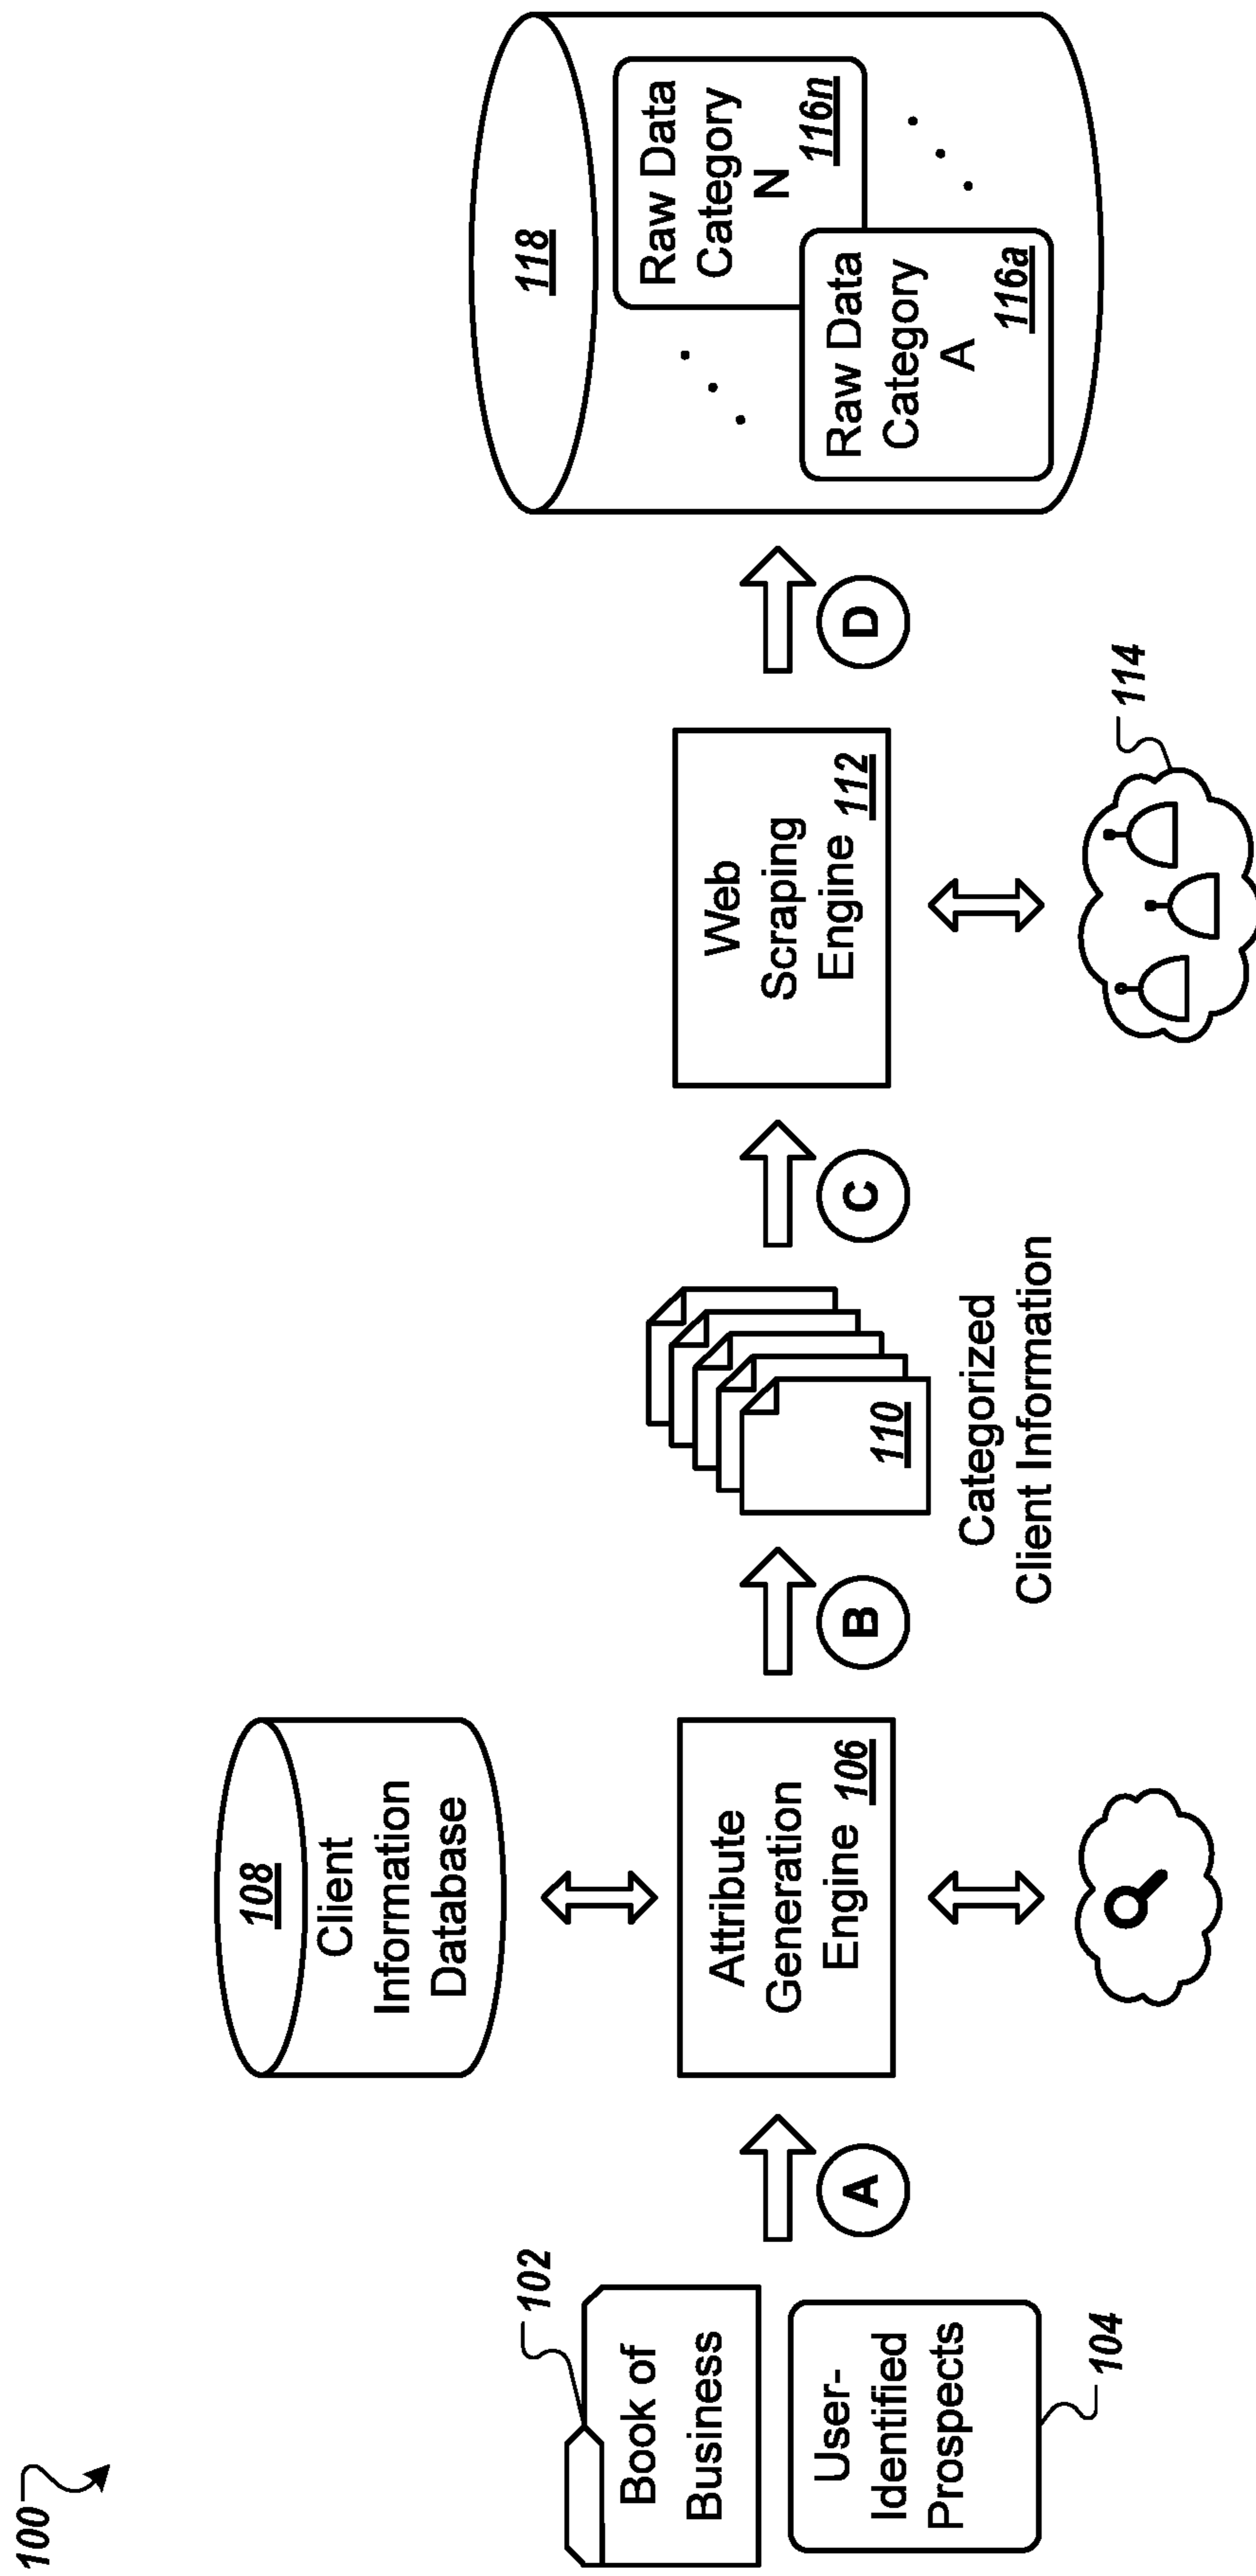 100
108
Client
Information
Database
118
Raw Data
Category
N
116n
Raw Data
Category
A
116a
102
Book of
Business
User-
Identified
Prospects
104
A
Attribute
Generation
Engine 106
B
110
Categorized
Client Information
C
Web
Scraping
Engine 112
114
D